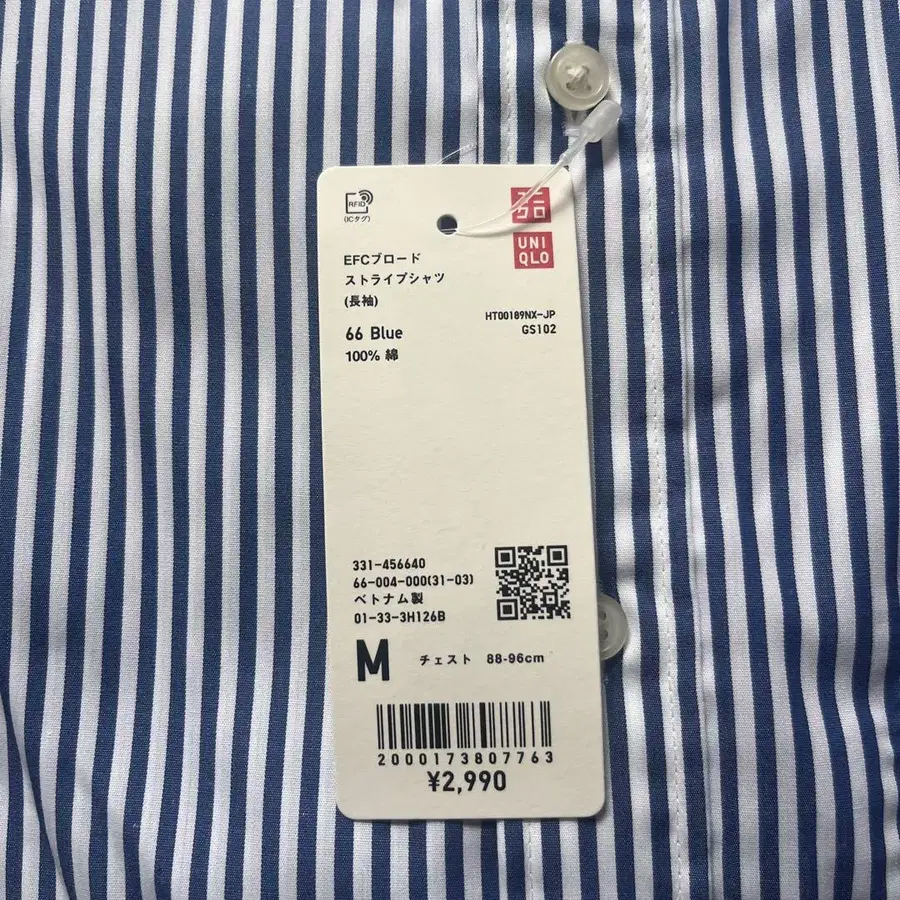 RFID
(ICタグ)
EFCブロード
ストライプシャツ
(長袖)
66 Blue
100% 綿
ユニ
クロ
UNI
QLO
HT00189NX-JP
GS102
331-456640
66-004-000(31-03)
ベトナム製
01-33-3H126B
M チェスト 88-96cm
2000173807763
¥2,990